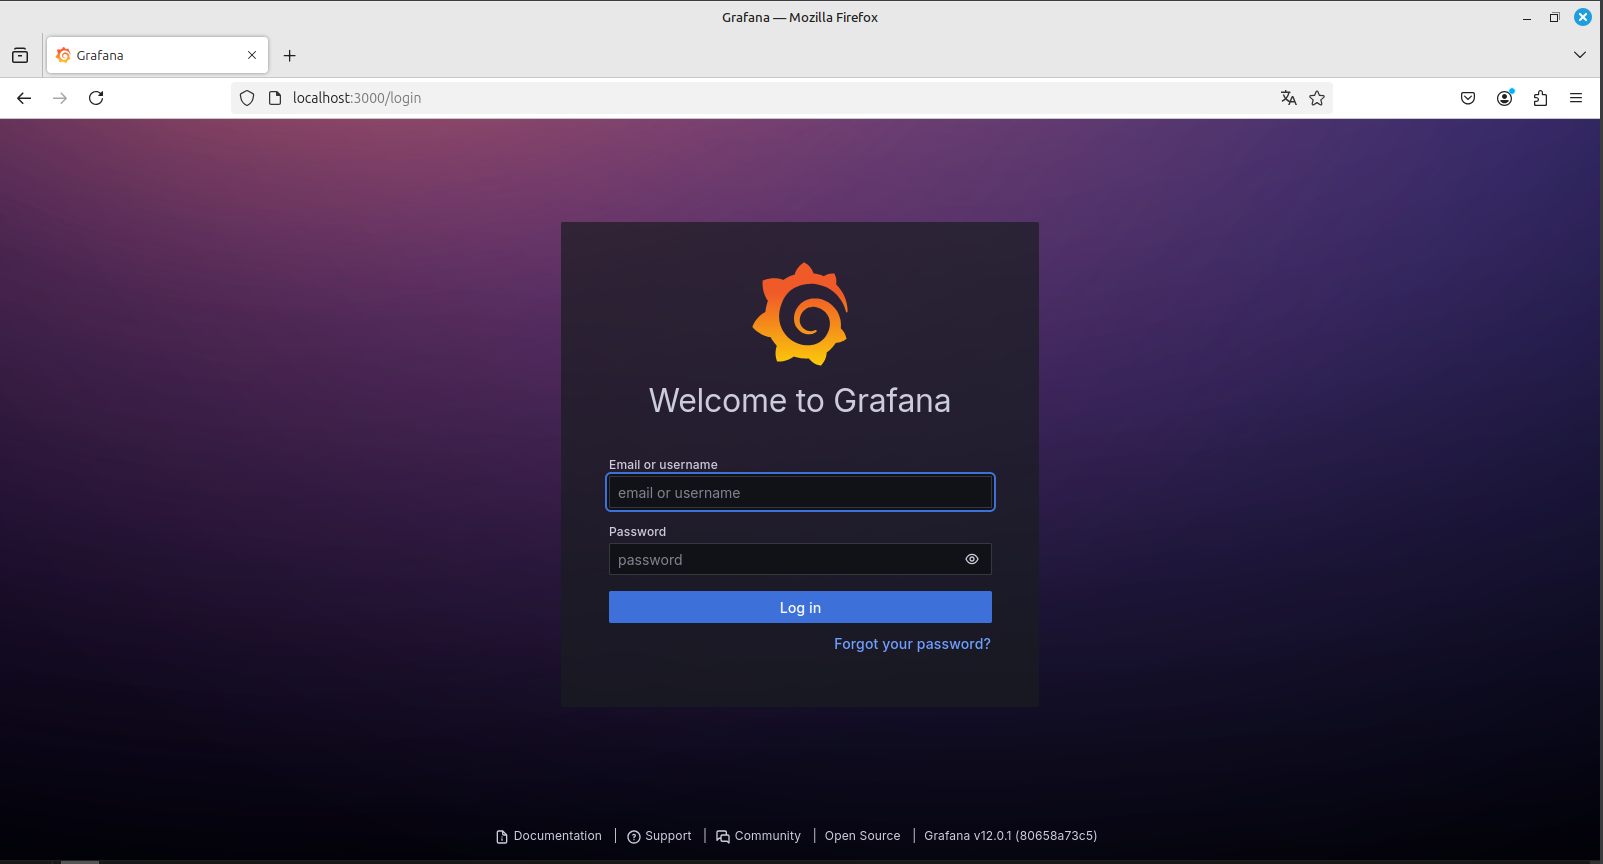 Grafana — Mozilla Firefox
Grafana
localhost:3000/login
Welcome to Grafana
Email or username
email or username
Password
password
Log in
Forgot your password?
Documentation | Support | Community | Open Source | Grafana v12.0.1 (80658a73c5)